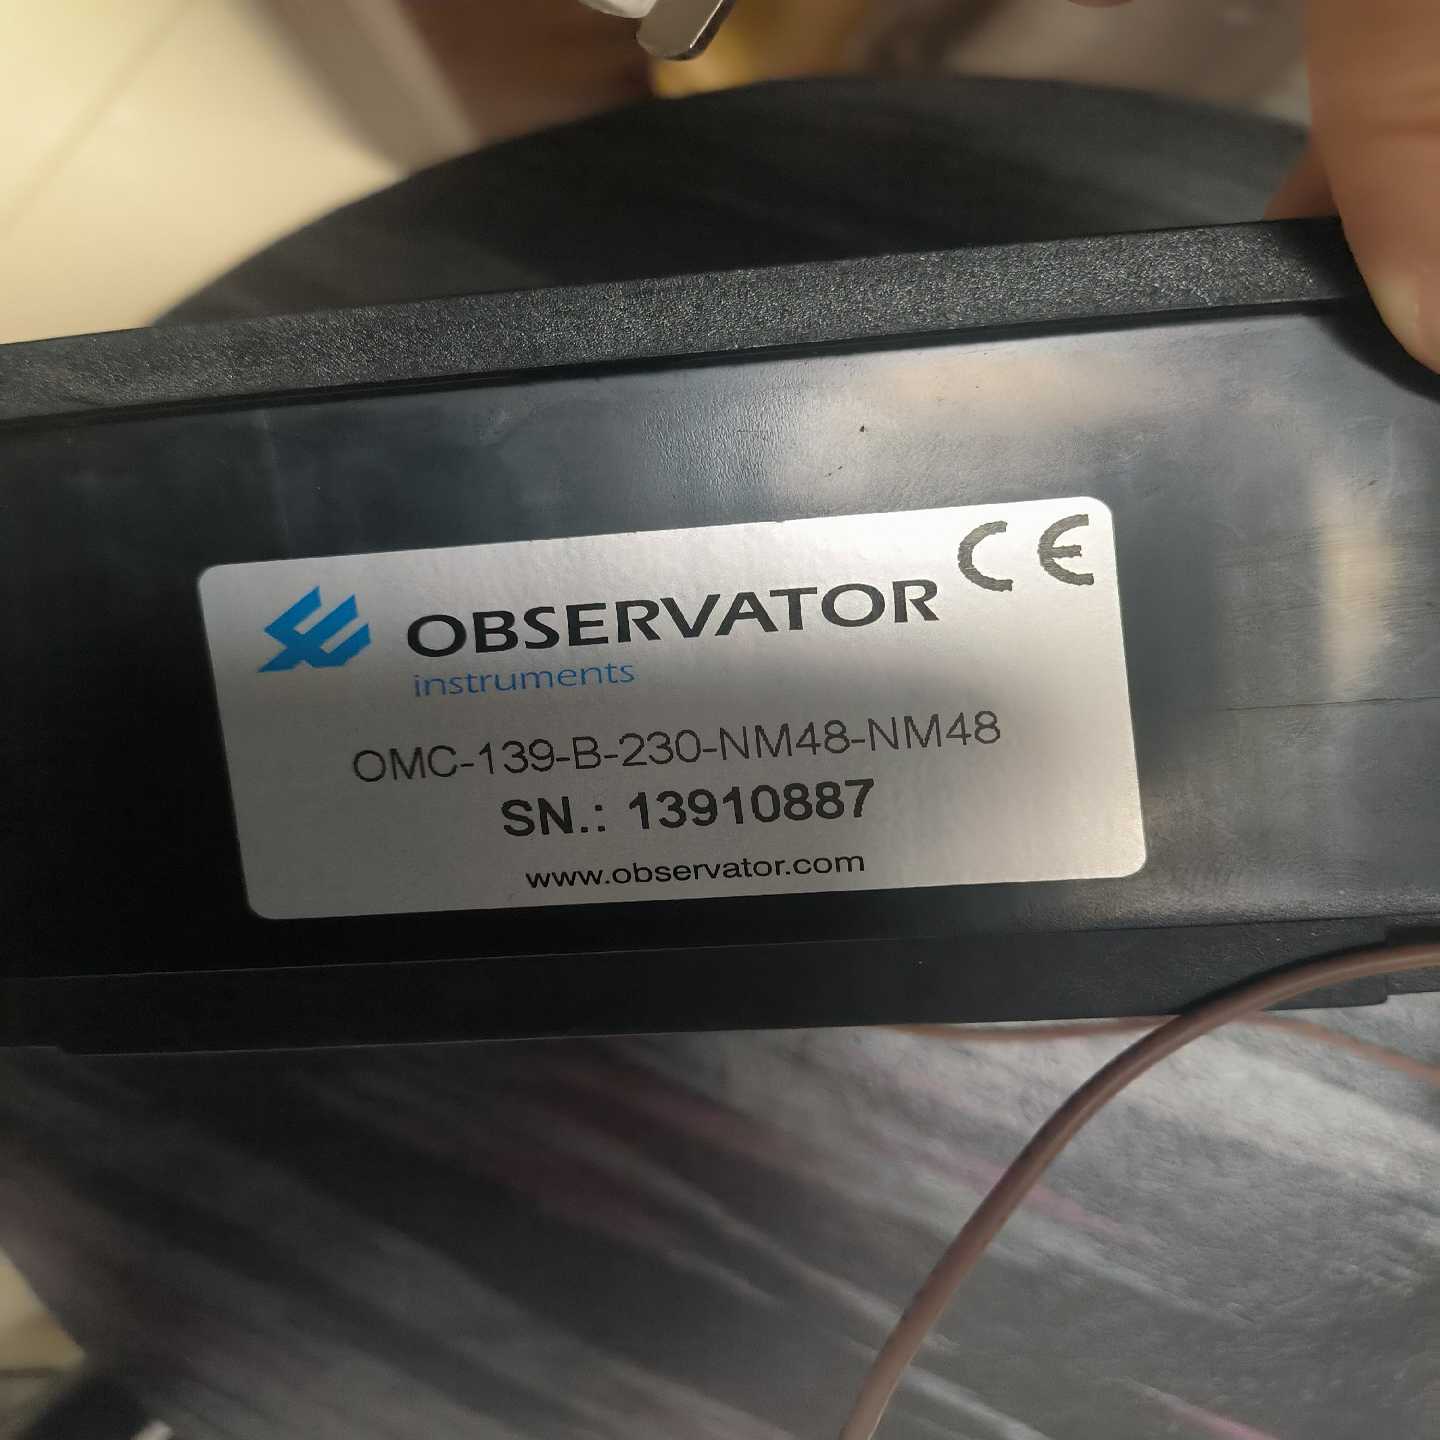 CE
OBSERVATOR
instruments
OMC-139-B-230-NM48-NM48
SN.: 13910887
www.observator.com